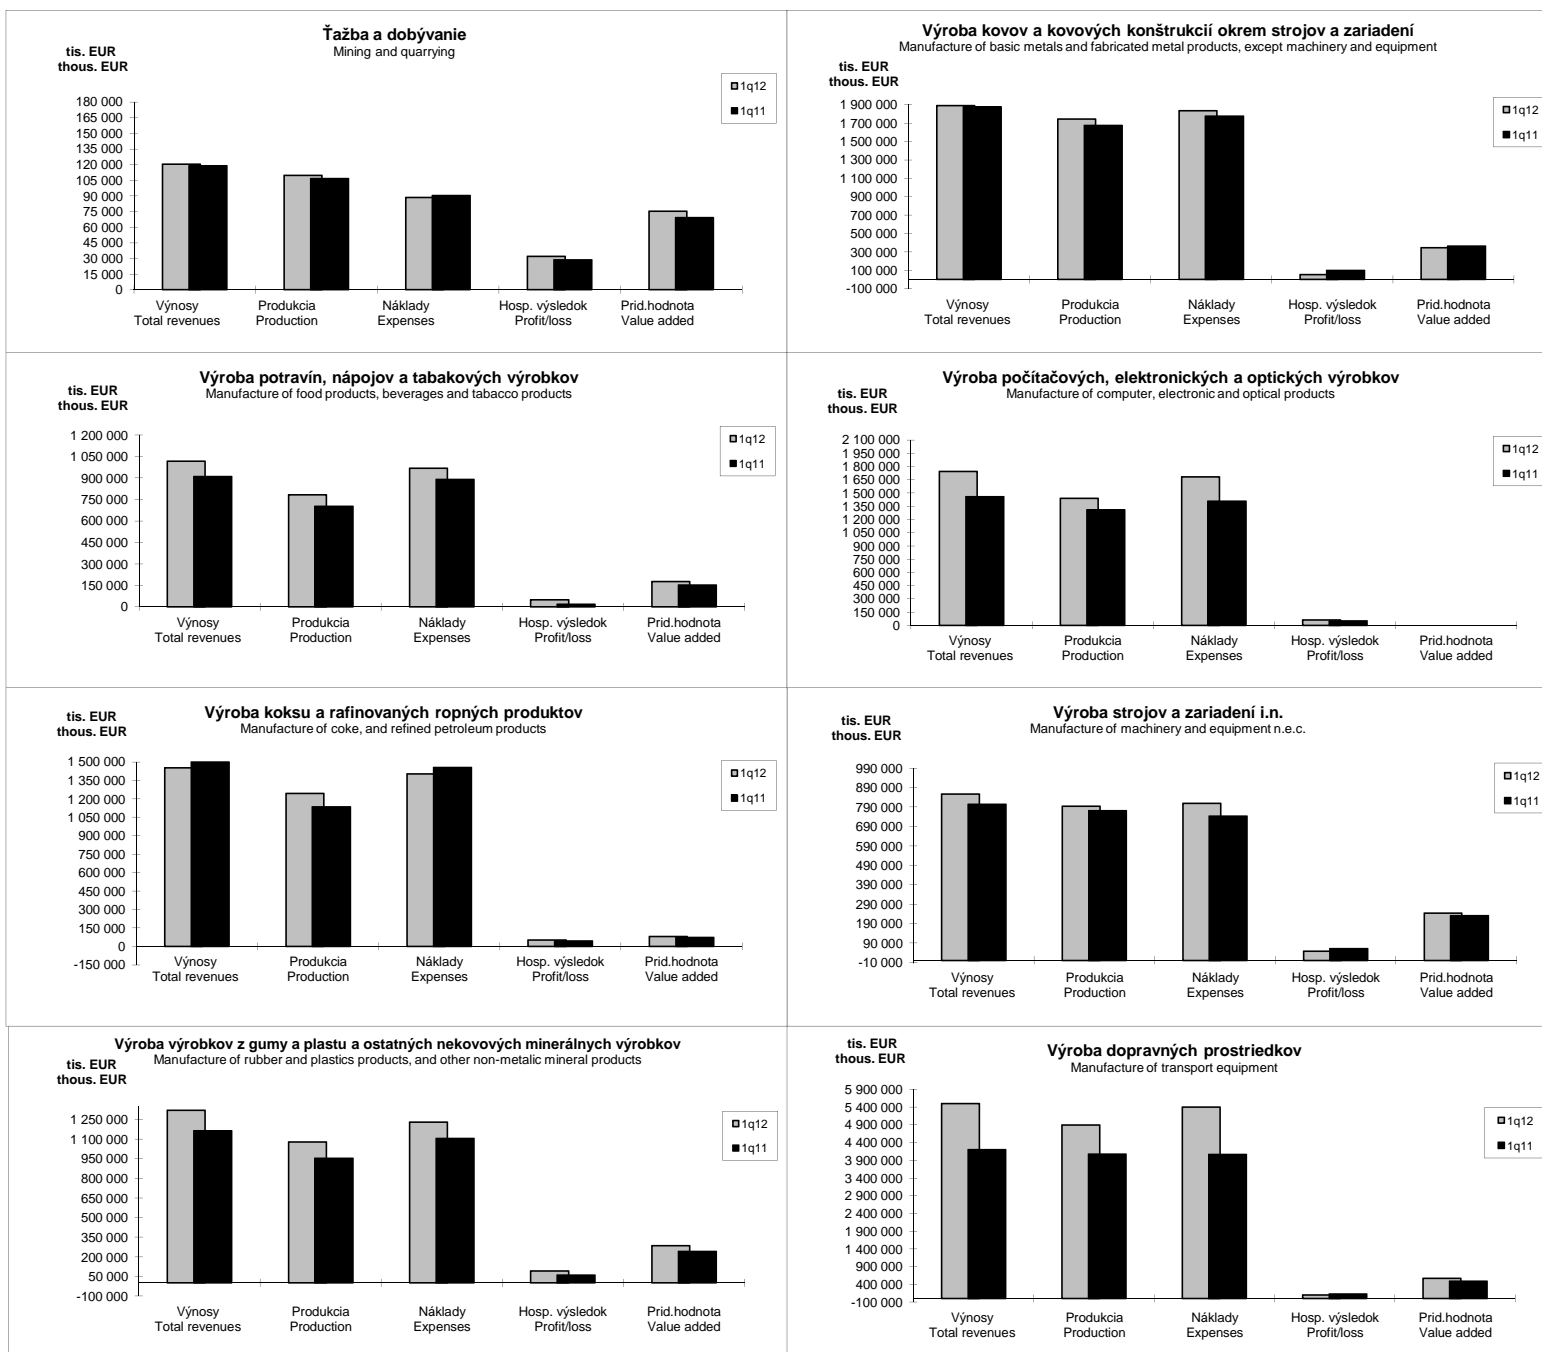 Ťažba a dobývanie
Mining and quarrying
tis. EUR
thous. EUR
1q12
1q11
180 000
165 000
150 000
135 000
120 000
105 000
90 000
75 000
60 000
45 000
30 000
15 000
0
Výnosy
Total revenues
Produkcia
Production
Náklady
Expenses
Hosp. výsledok
Profit/loss
Prid.hodnota
Value added
Výroba kovov a kovových konštrukcií okrem strojov a zariadení
Manufacture of basic metals and fabricated metal products, except machinery and equipment
tis. EUR
thous. EUR
1q12
1q11
1 900 000
1 700 000
1 500 000
1 300 000
1 100 000
900 000
700 000
500 000
300 000
100 000
-100 000
Výnosy
Total revenues
Produkcia
Production
Náklady
Expenses
Hosp. výsledok
Profit/loss
Prid.hodnota
Value added
Výroba potravín, nápojov a tabakových výrobkov
Manufacture of food products, beverages and tabacco products
tis. EUR
thous. EUR
1q12
1q11
1 200 000
1 050 000
900 000
750 000
600 000
450 000
300 000
150 000
0
Výnosy
Total revenues
Produkcia
Production
Náklady
Expenses
Hosp. výsledok
Profit/loss
Prid.hodnota
Value added
Výroba počítačových, elektronických a optických výrobkov
Manufacture of computer, electronic and optical products
tis. EUR
thous. EUR
1q12
1q11
2 100 000
1 950 000
1 800 000
1 650 000
1 500 000
1 350 000
1 200 000
1 050 000
900 000
750 000
600 000
450 000
300 000
150 000
0
Výnosy
Total revenues
Produkcia
Production
Náklady
Expenses
Hosp. výsledok
Profit/loss
Prid.hodnota
Value added
Výroba koksu a rafinovaných ropných produktov
Manufacture of coke, and refined petroleum products
tis. EUR
thous. EUR
1q12
1q11
1 500 000
1 350 000
1 200 000
1 050 000
900 000
750 000
600 000
450 000
300 000
150 000
0
-150 000
Výnosy
Total revenues
Produkcia
Production
Náklady
Expenses
Hosp. výsledok
Profit/loss
Prid.hodnota
Value added
Výroba strojov a zariadení i.n.
Manufacture of machinery and equipment n.e.c.
tis. EUR
thous. EUR
1q12
1q11
990 000
890 000
790 000
690 000
590 000
490 000
390 000
290 000
190 000
90 000
-10 000
Výnosy
Total revenues
Produkcia
Production
Náklady
Expenses
Hosp. výsledok
Profit/loss
Prid.hodnota
Value added
Výroba výrobkov z gumy a plastu a ostatných nekovových minerálnych výrobkov
Manufacture of rubber and plastics products, and other non-metalic mineral products
tis. EUR
thous. EUR
1q12
1q11
1 250 000
1 100 000
950 000
800 000
650 000
500 000
350 000
200 000
50 000
-100 000
Výnosy
Total revenues
Produkcia
Production
Náklady
Expenses
Hosp. výsledok
Profit/loss
Prid.hodnota
Value added
Výroba dopravných prostriedkov
Manufacture of transport equipment
tis. EUR
thous. EUR
1q12
1q11
5 900 000
5 400 000
4 900 000
4 400 000
3 900 000
3 400 000
2 900 000
2 400 000
1 900 000
1 400 000
900 000
400 000
-100 000
Výnosy
Total revenues
Produkcia
Production
Náklady
Expenses
Hosp. výsledok
Profit/loss
Prid.hodnota
Value added